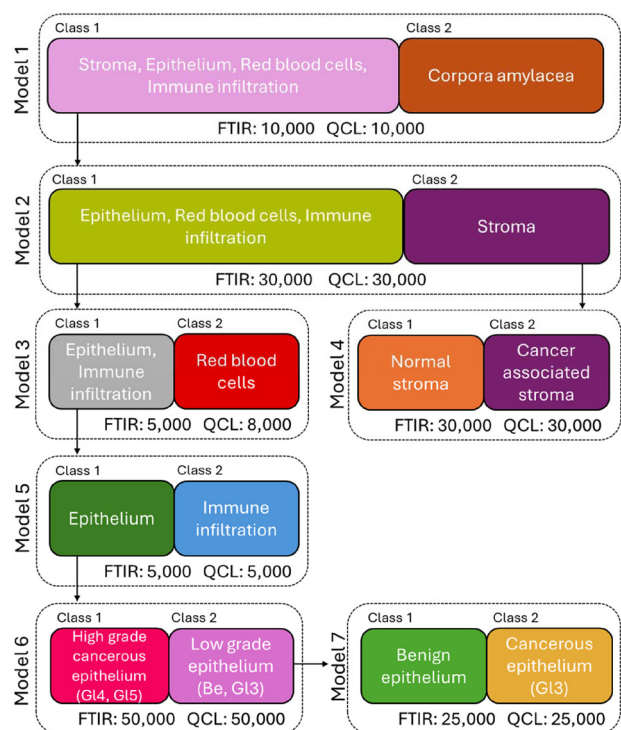 Model 1
Class 1
Class 2
Stroma, Epithelium, Red blood cells,
Immune infiltration
Corpora amylacea
FTIR: 10,000 QCL: 10,000
Model 2
Class 1
Class 2
Epithelium, Red blood cells, Immune
infiltration
Stroma
FTIR: 30,000 QCL: 30,000
Model 3
Class 1
Class 2
Epithelium,
Immune
infiltration
Red blood
cells
FTIR: 5,000 QCL: 8,000
Model 4
Class 1
Class 2
Normal
stroma
Cancer
associated
stroma
FTIR: 30,000 QCL: 30,000
Model 5
Class 1
Class 2
Epithelium
Immune
infiltration
FTIR: 5,000 QCL: 5,000
Model 6
Class 1
Class 2
High grade
cancerous
epithelium
(Gl4, Gl5)
Low grade
epithelium
(Be, Gl3)
FTIR: 50,000 QCL: 50,000
Model 7
Class 1
Class 2
Benign
epithelium
Cancerous
epithelium
(Gl3)
FTIR: 25,000 QCL: 25,000